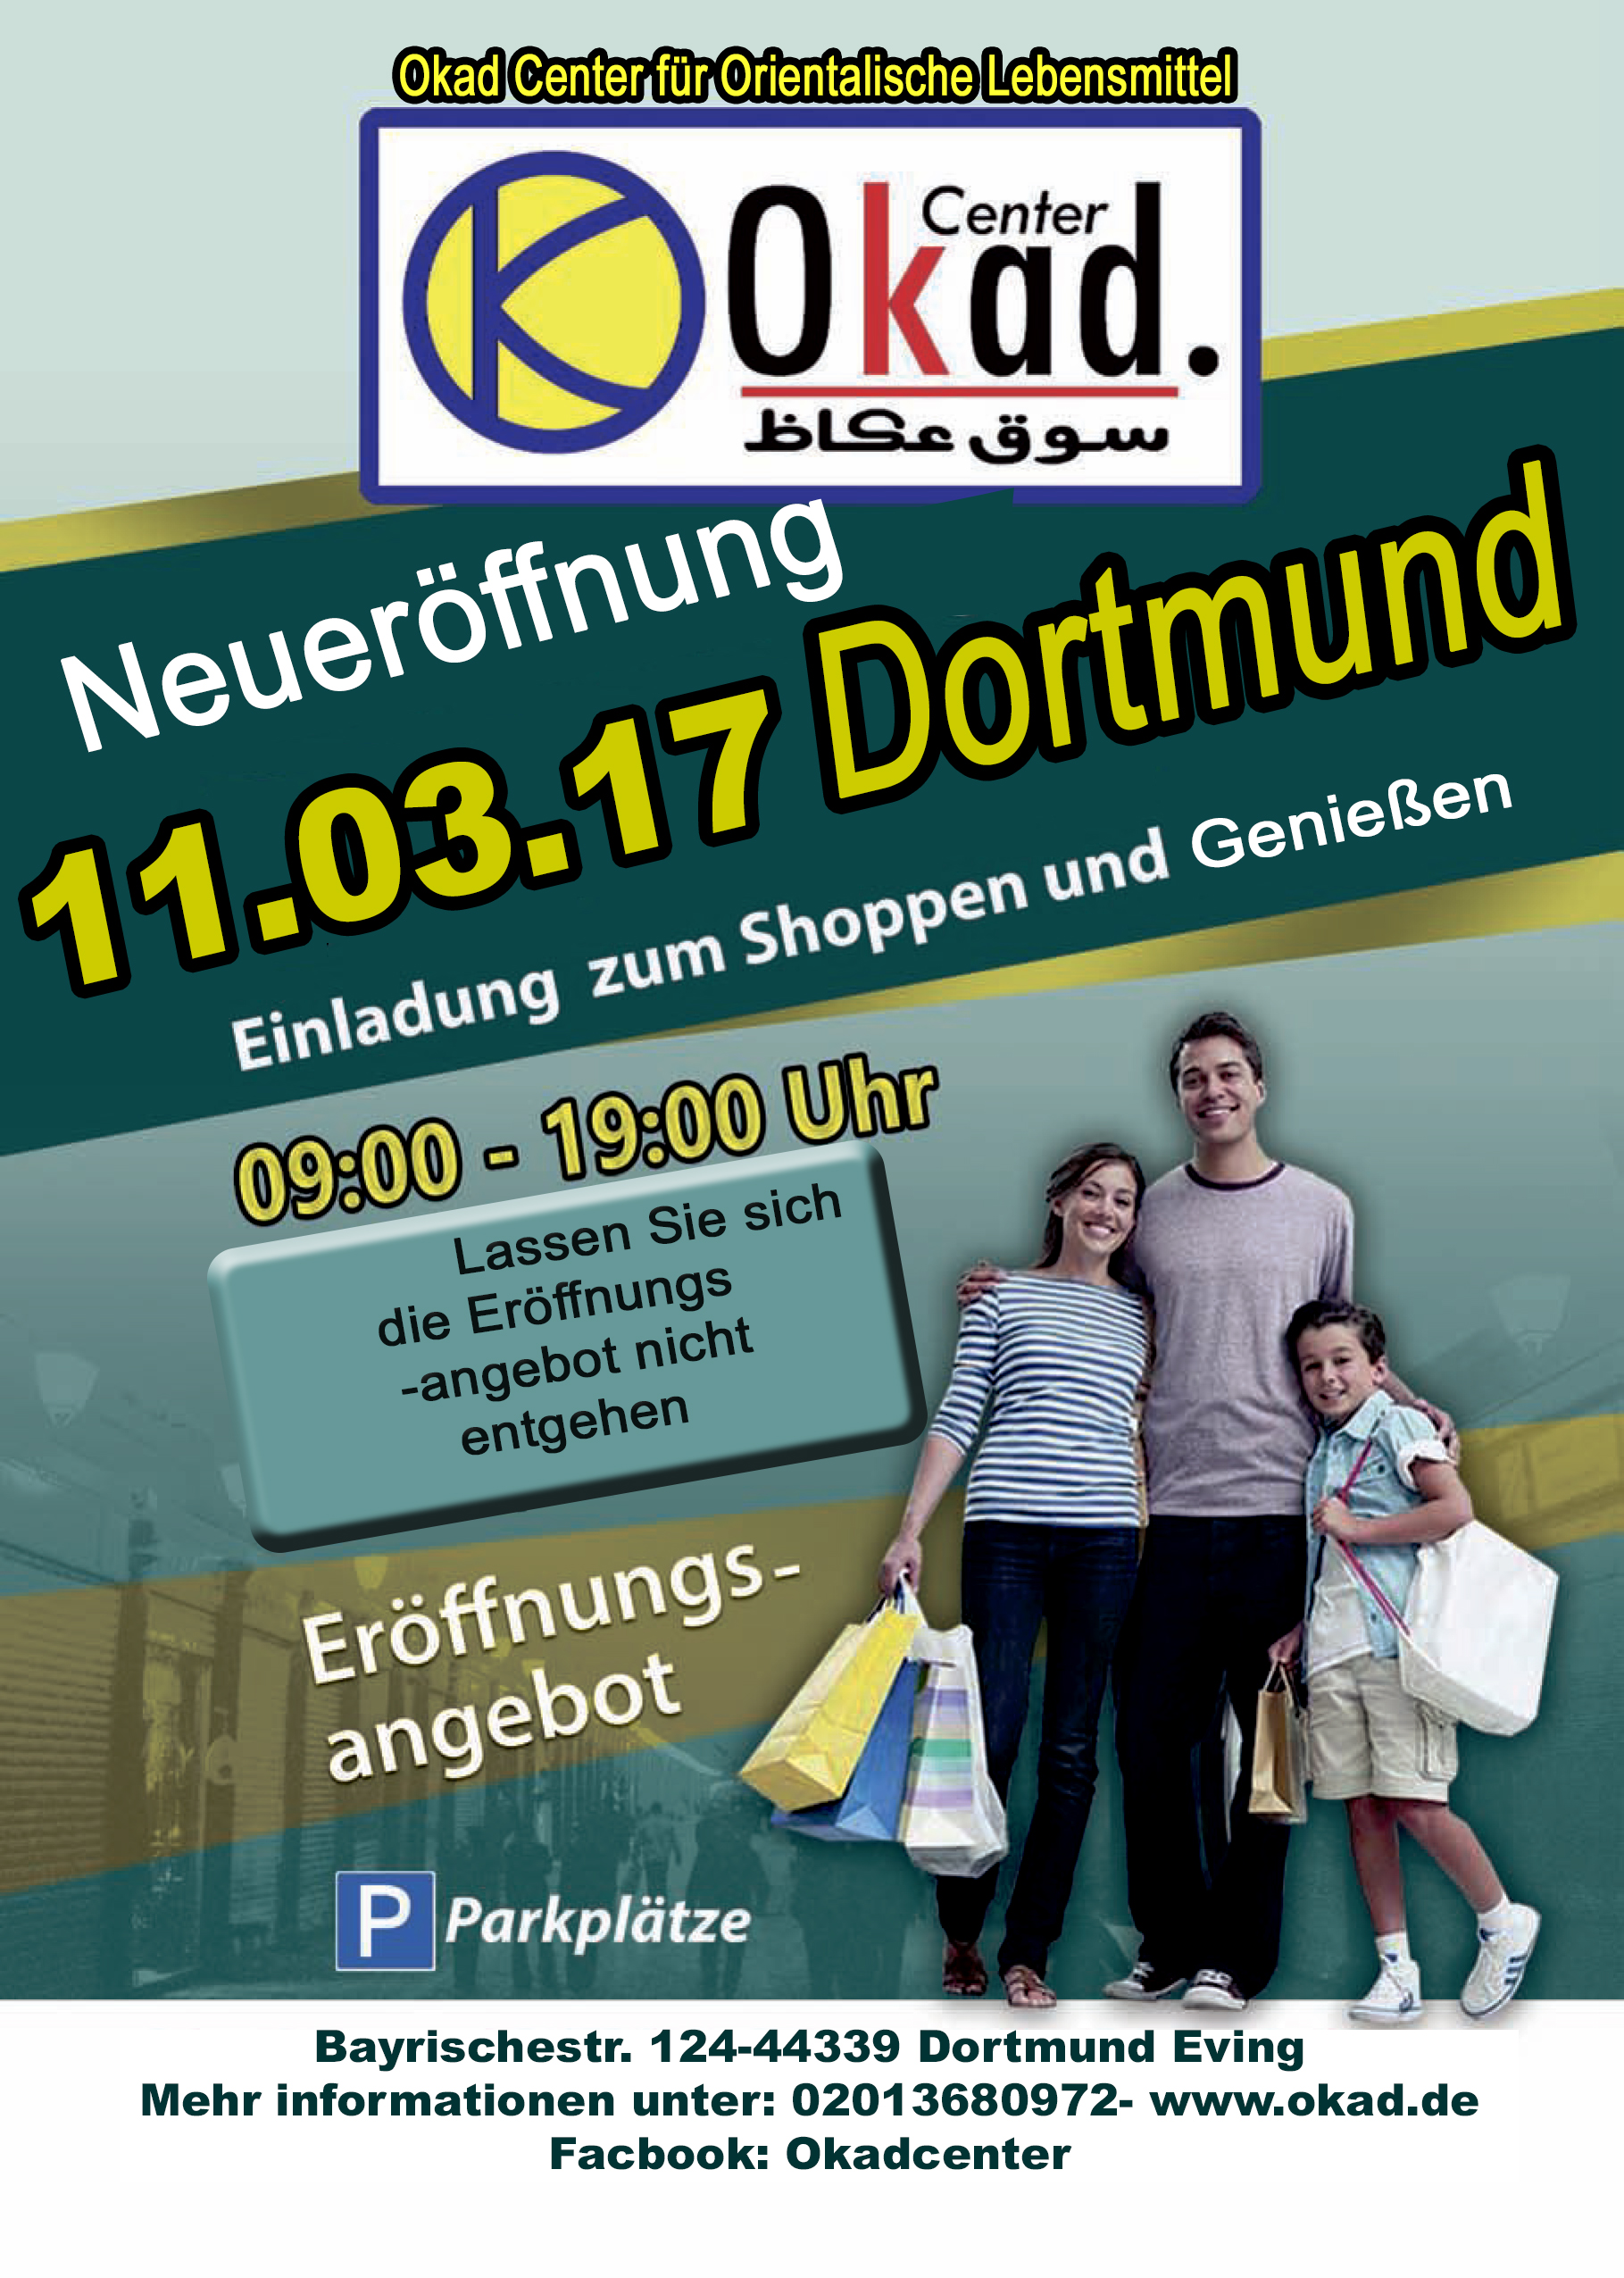 Okad Center für Orientalische Lebensmittel
Okad.
Center
سوق عكاظ
Neueröffnung
11.03.17 Dortmund
Einladung zum Shoppen und Genießen
09:00 - 19:00 Uhr
Lassen Sie sich
die Eröffnungs
-angebot nicht
entgehen
Eröffnungs-
angebot
P Parkplätze
Bayrischestr. 124-44339 Dortmund Eving
Mehr informationen unter: 02013680972- www.okad.de
Facbook: Okadcenter